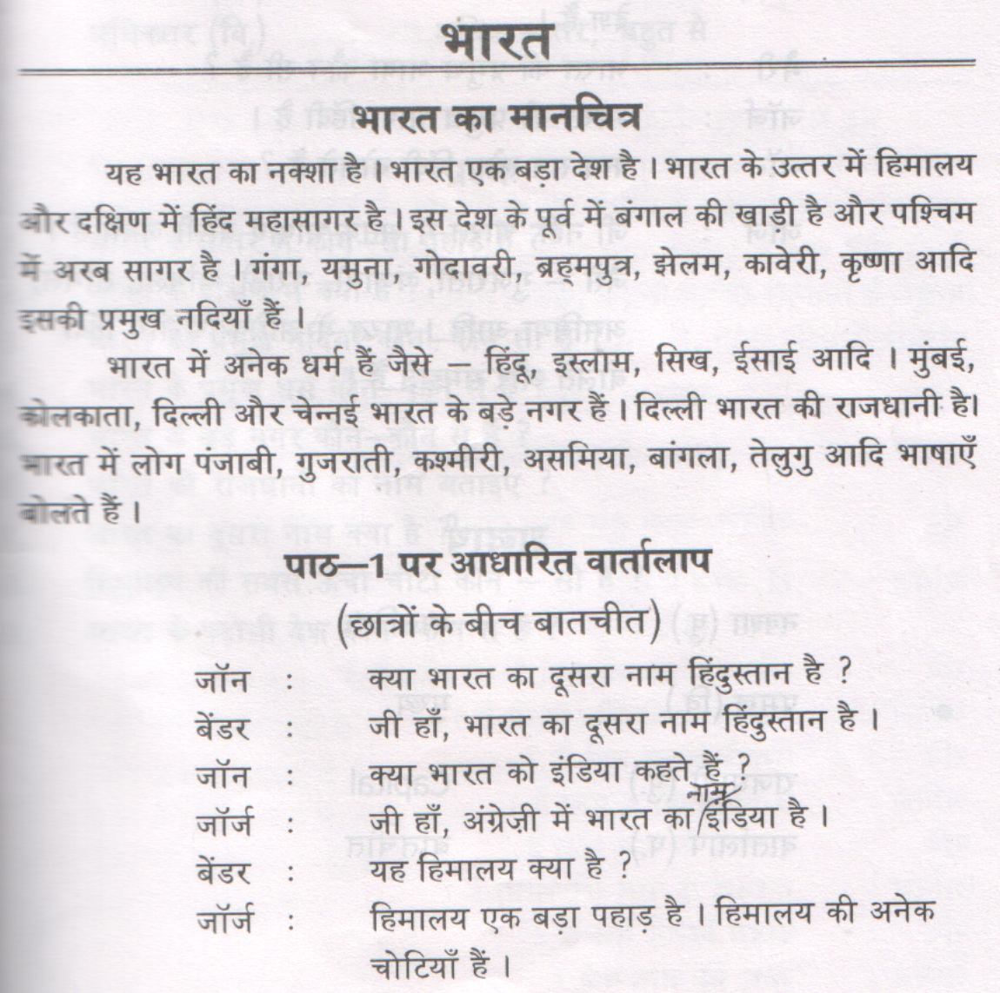 भारत
भारत का मानचित्र
यह भारत का नक्शा है । भारत एक बड़ा देश है । भारत के उत्तर में हिमालय
और दक्षिण में हिंद महासागर है । इस देश के पूर्व में बंगाल की खाड़ी है और पश्चिम
में अरब सागर है । गंगा, यमुना, गोदावरी, ब्रह्मपुत्र, झेलम, कावेरी, कृष्णा आदि
इसकी प्रमुख नदियाँ हैं ।
भारत में अनेक धर्म हैं जैसे – हिंदू, इस्लाम, सिख, ईसाई आदि । मुंबई,
कोलकाता, दिल्ली और चेन्नई भारत के बड़े नगर हैं । दिल्ली भारत की राजधानी है।
भारत में लोग पंजाबी, गुजराती, कश्मीरी, असमिया, बांगला, तेलुगु आदि भाषाएँ
बोलते हैं ।
पाठ—1 पर आधारित वार्तालाप
(छात्रों के बीच बातचीत)
जॉन : क्या भारत का दूसरा नाम हिंदुस्तान है ?
बेंडर : जी हाँ, भारत का दूसरा नाम हिंदुस्तान है ।
जॉन : क्या भारत को इंडिया कहते हैं ?
नाम
जॉर्ज : जी हाँ, अंग्रेज़ी में भारत का/इंडिया है ।
बेंडर : यह हिमालय क्या है ?
जॉर्ज : हिमालय एक बड़ा पहाड़ है । हिमालय की अनेक
चोटियाँ हैं ।